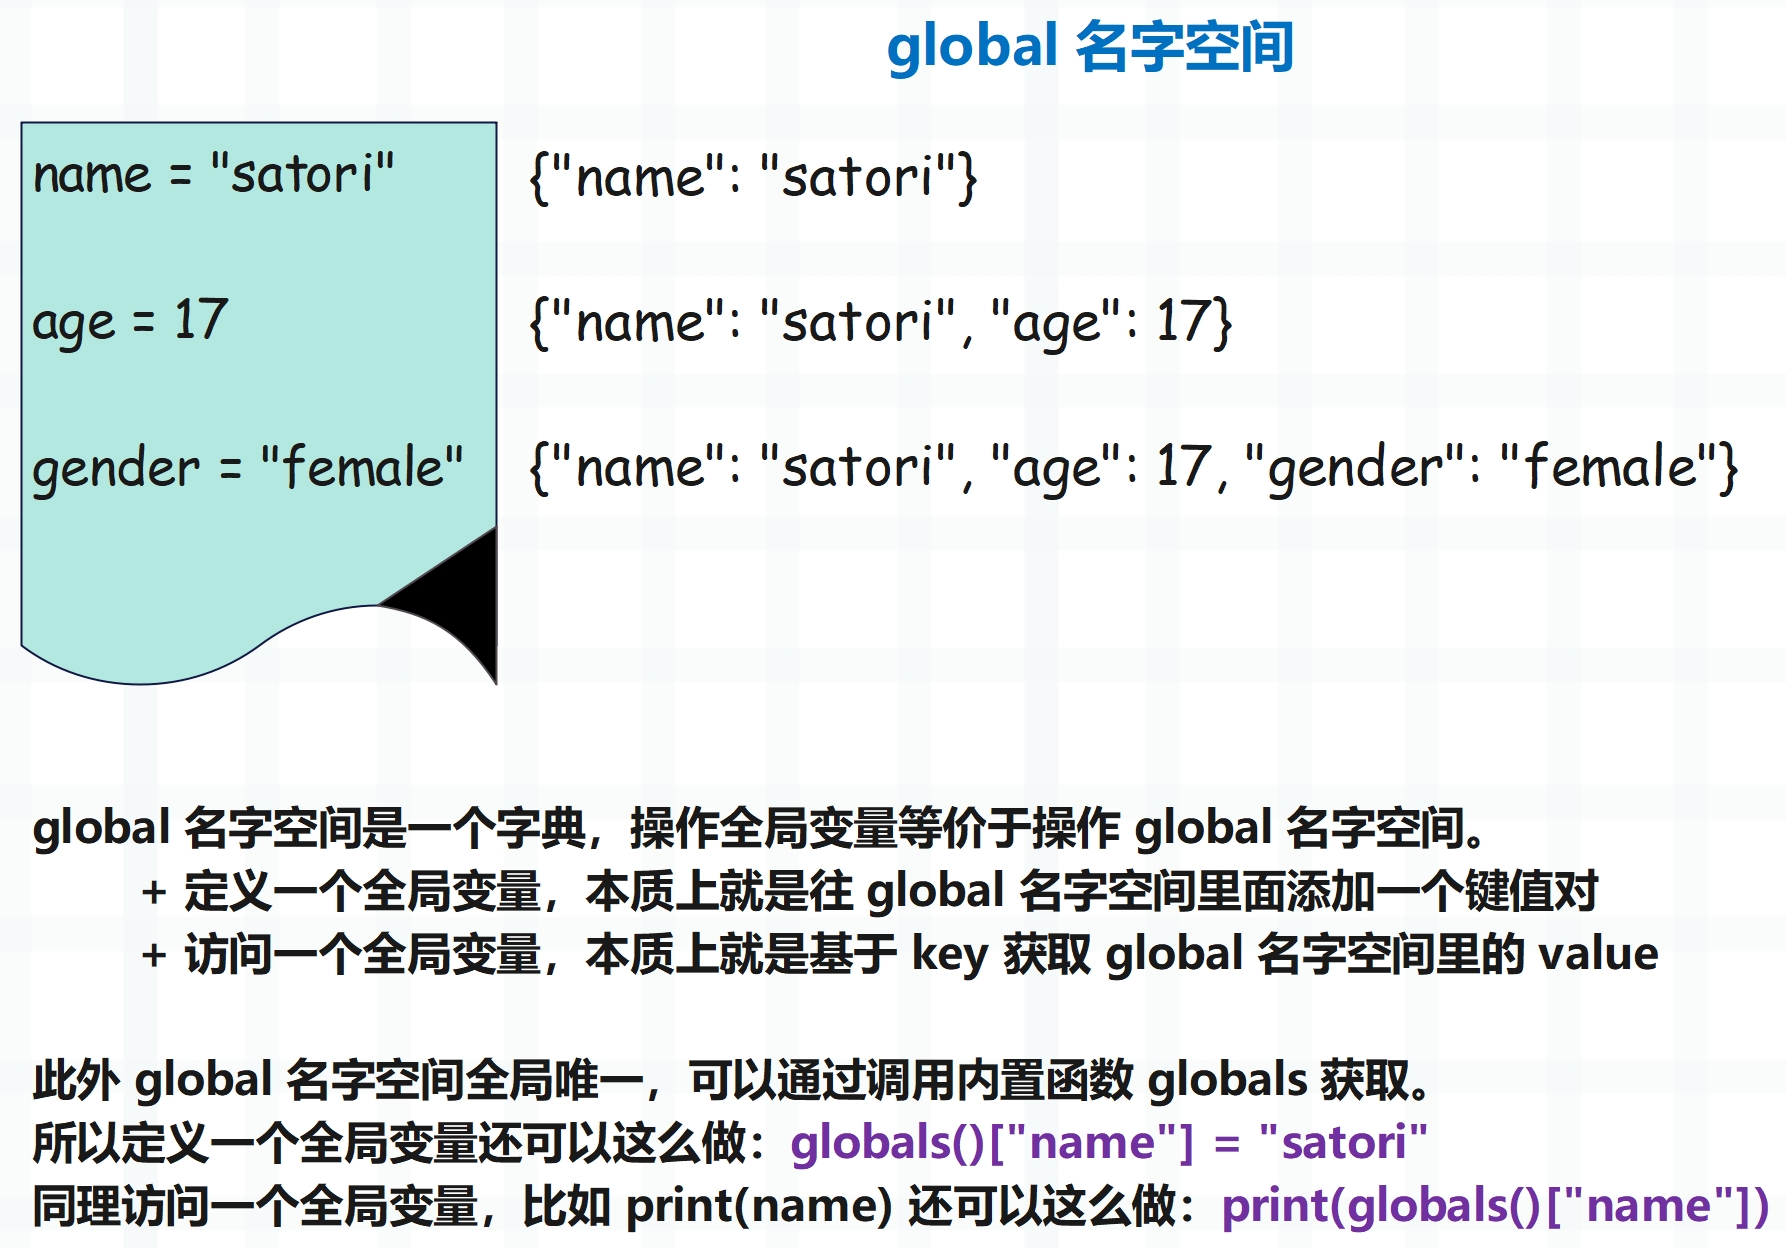 global 名字空间
name = "satori"
{"name": "satori"}
age = 17
{"name": "satori", "age": 17}
gender = "female"
{"name": "satori", "age": 17, "gender": "female"}
global 名字空间是一个字典，操作全局变量等价于操作 global 名字空间。
+ 定义一个全局变量，本质上就是往 global 名字空间里面添加一个键值对
+ 访问一个全局变量，本质上就是基于 key 获取 global 名字空间里的 value
此外 global 名字空间全局唯一，可以通过调用内置函数 globals 获取。
所以定义一个全局变量还可以这么做：globals()["name"] = "satori"
同理访问一个全局变量，比如 print(name) 还可以这么做：print(globals()["name"])